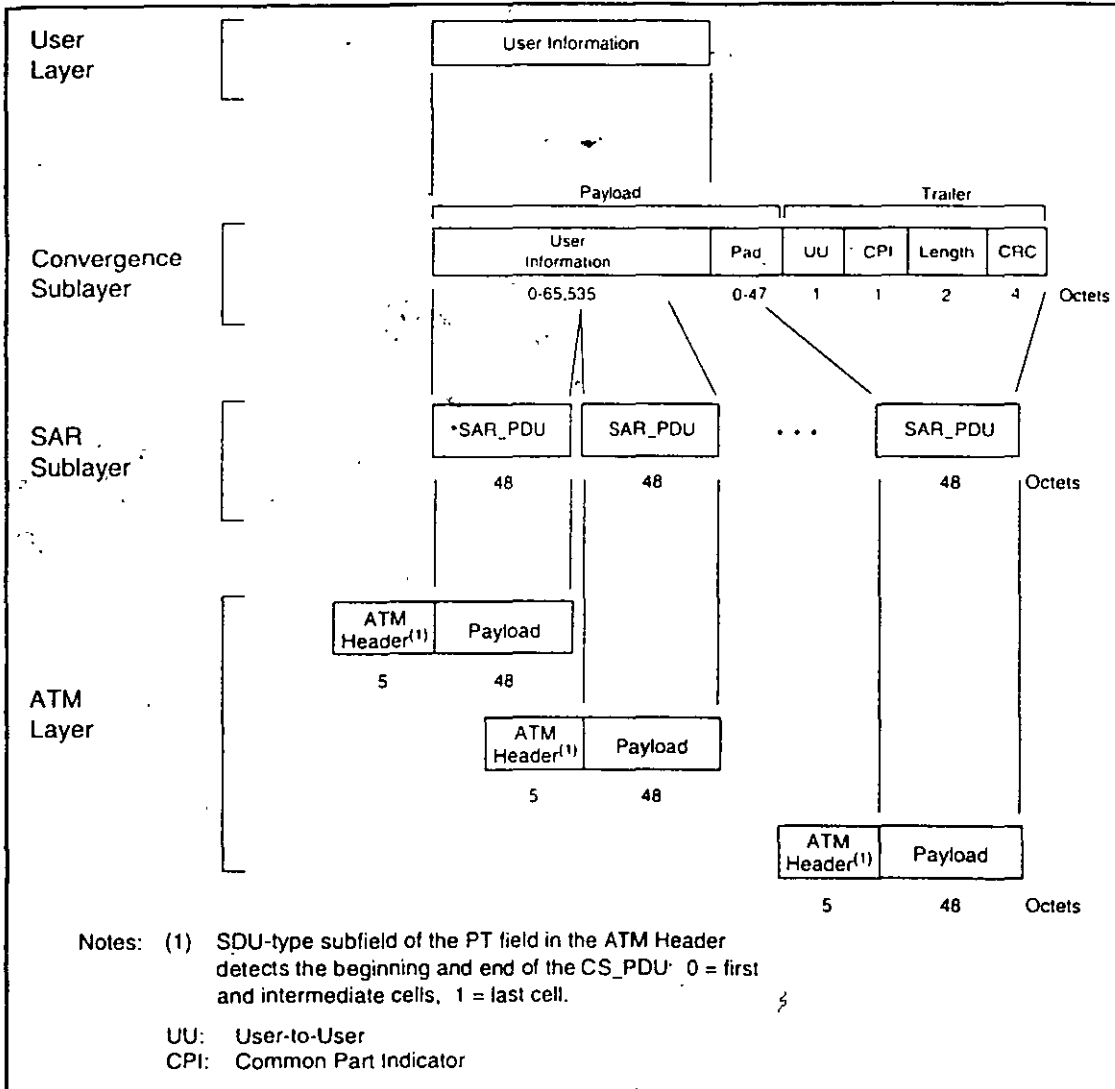 User
Layer
User Information
Payload
Trailer
Convergence
Sublayer
User
Information
Pad
UU
CPI
Length
CRC
0-65,535
0-47
1
1
2
4
Octets
SAR
Sublayer
SAR_PDU
SAR_PDU
...
SAR_PDU
48
48
48
Octets
ATM
Layer
ATM
Header(1)
Payload
5
48
ATM
Header(1)
Payload
5
48
ATM
Header(1)
Payload
5
48
Octets
Notes: (1) SDU-type subfield of the PT field in the ATM Header
detects the beginning and end of the CS_PDU 0 = first
and intermediate cells, 1 = last cell.
UU: User-to-User
CPI: Common Part Indicator